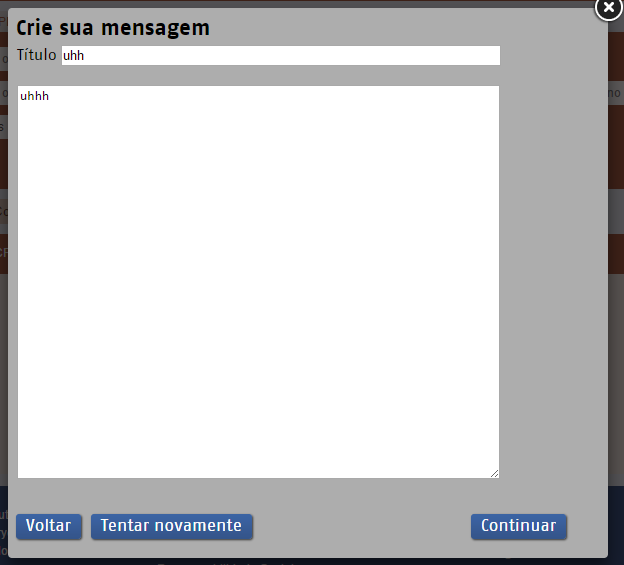 Crie sua mensagem
Título uhh
uhhh
Voltar Tentar novamente Continuar